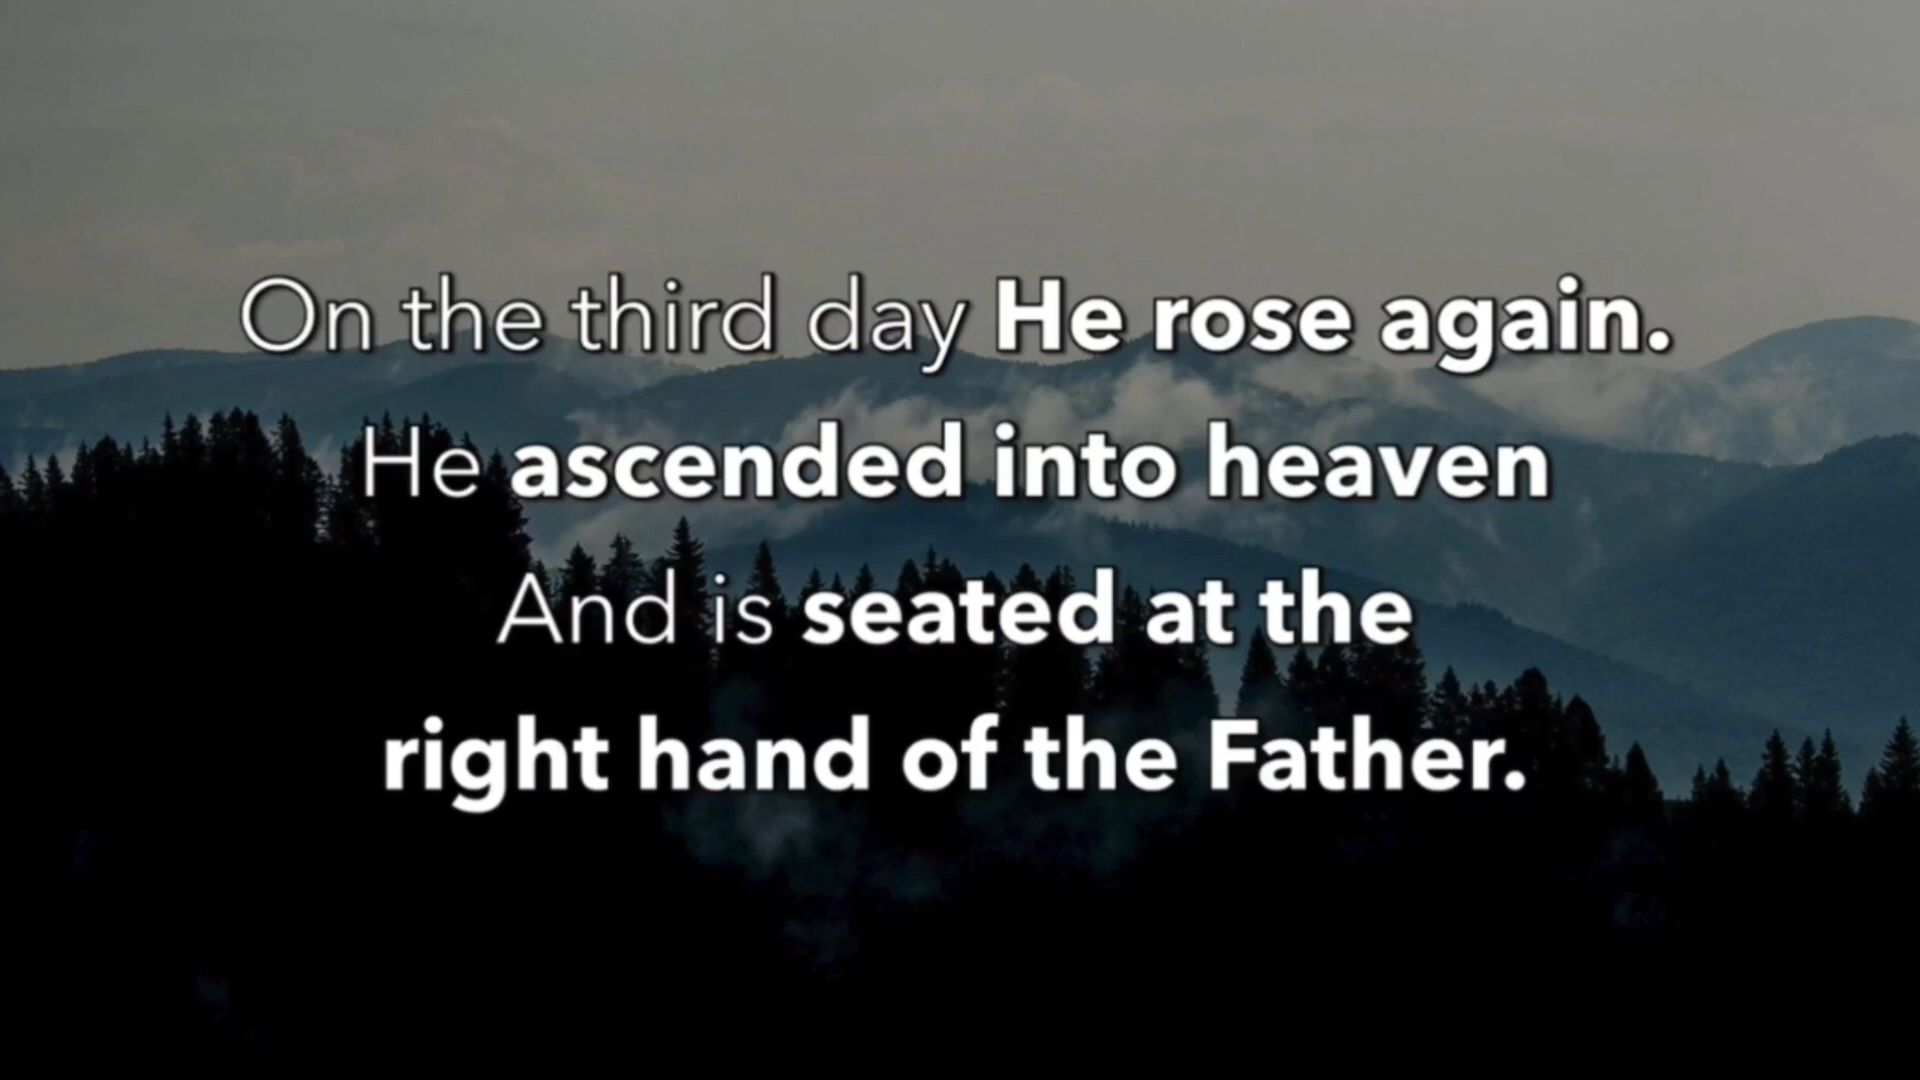 On the third day He rose again.
He ascended into heaven
And is seated at the
right hand of the Father.